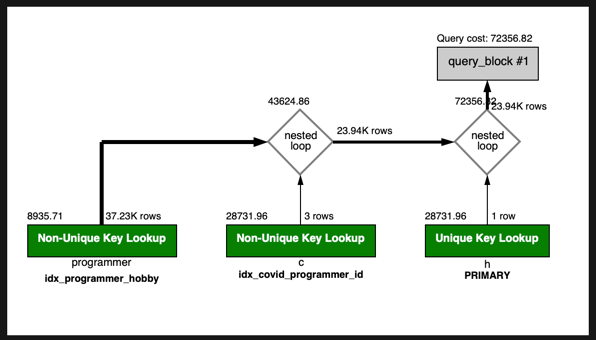 Query cost: 72356.82
query_block #1
43624.86
72356.82
23.94K rows
nested
loop
23.94K rows
nested
loop
8935.71
37.23K rows
28731.96
3 rows
28731.96
1 row
Non-Unique Key Lookup
Non-Unique Key Lookup
Unique Key Lookup
programmer
c
h
idx_programmer_hobby
idx_covid_programmer_id
PRIMARY